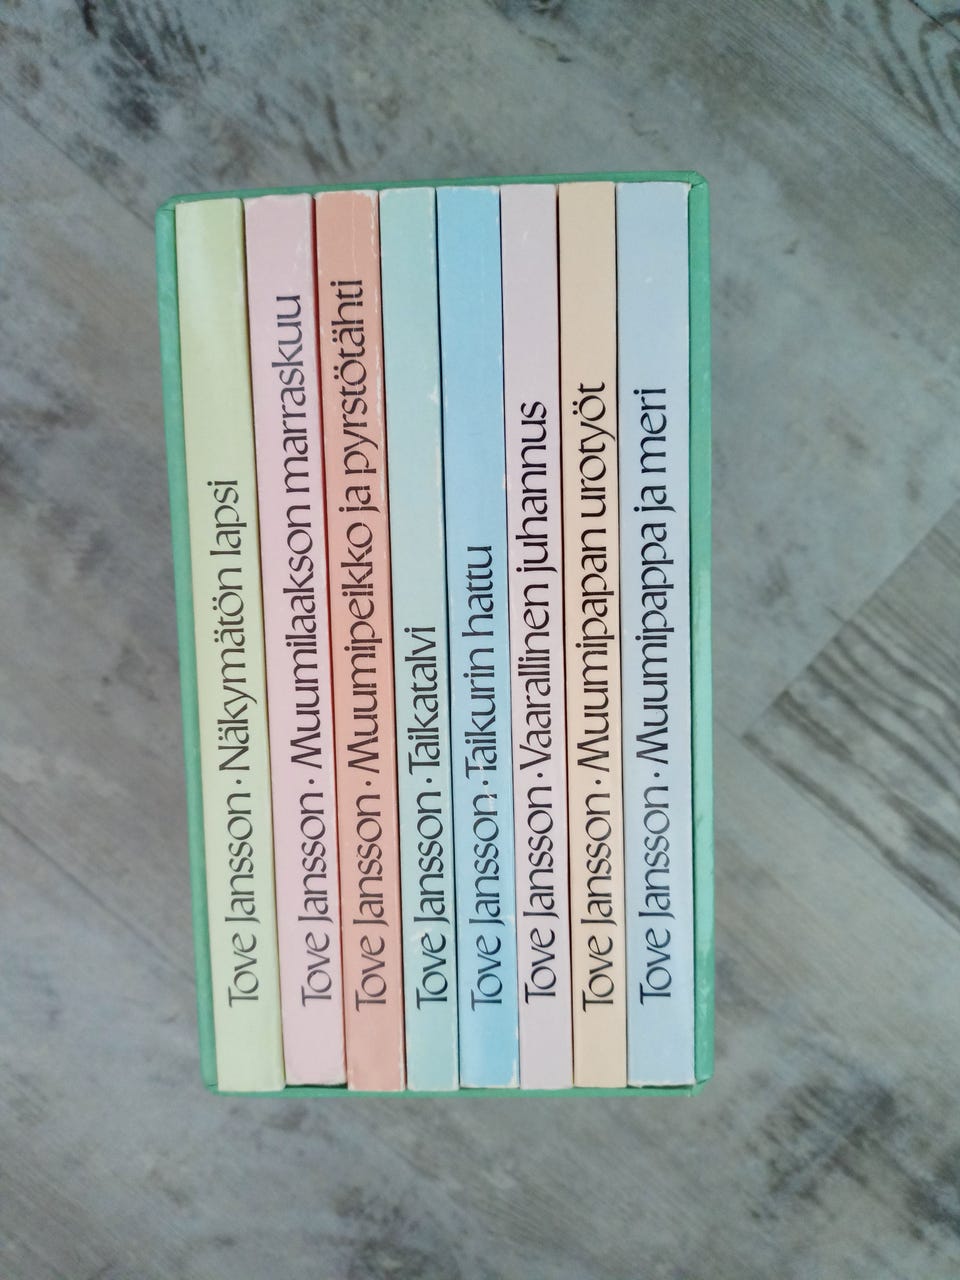 Tove Jansson · Näkymätön lapsi
Tove Jansson · Muumilaakson marraskuu
Tove Jansson · Muumipeikko ja pyrstötähti
Tove Jansson · Taikatalvi
Tove Jansson · Taikurin hattu
Tove Jansson · Vaarallinen juhannus
Tove Jansson · Muumipapan urotyöt
Tove Jansson · Muumipappa ja meri